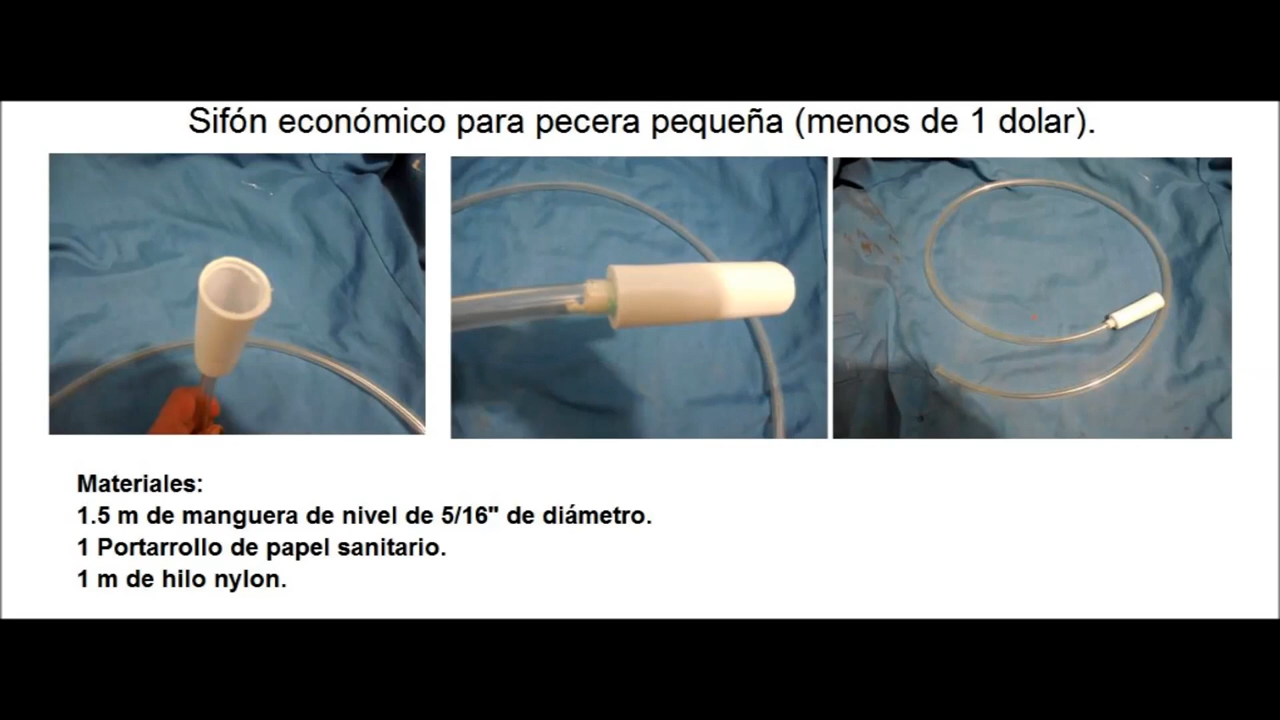 Sifón económico para pecera pequeña (menos de 1 dolar).
Materiales:
1.5 m de manguera de nivel de 5/16" de diámetro.
1 Portarrollo de papel sanitario.
1 m de hilo nylon.